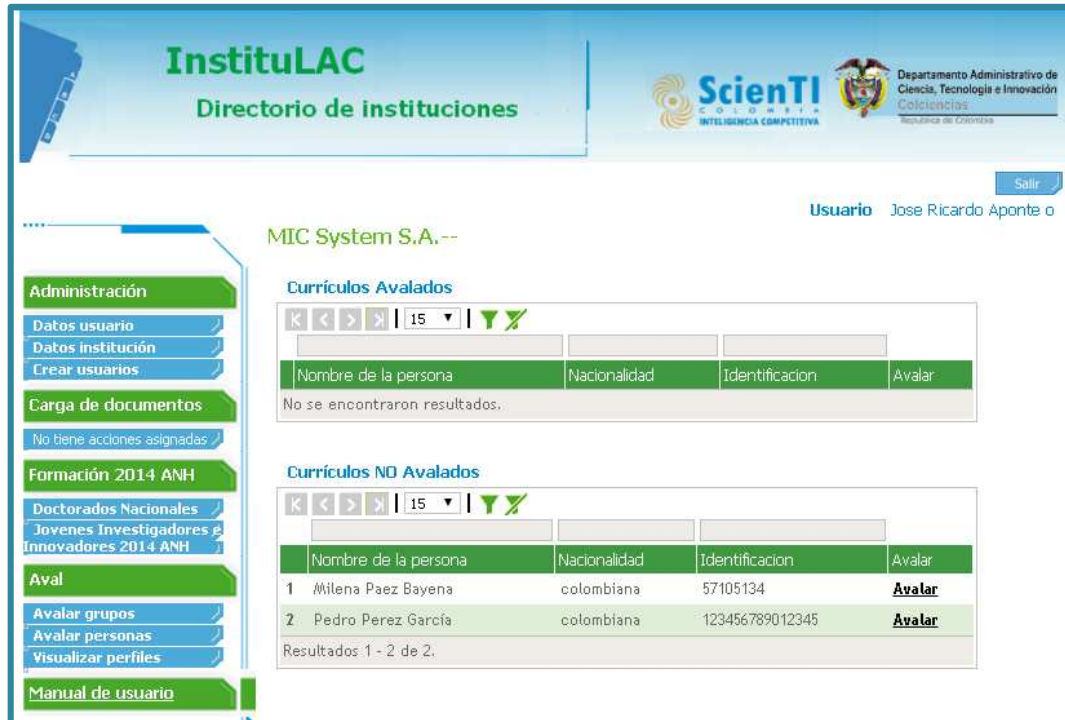 InstituLAC
Directorio de instituciones
ScienTI
COLOMBIA
INTELIGENCIA COMPETITIVA
Departamento Administrativo de
Ciencia, Tecnología e Innovación
Colciencias
República de Colombia
Salir
Usuario Jose Ricardo Aponte o
MIC System S.A.--
Administración
Datos usuario
Datos institución
Crear usuarios
Carga de documentos
No tiene acciones asignadas
Formación 2014 ANH
Doctorados Nacionales
Jovenes Investigadores e
Innovadores 2014 ANH
Aval
Avalar grupos
Avalar personas
Visualizar perfiles
Manual de usuario
Currículos Avalados
15
Nombre de la persona Nacionalidad Identificacion Avalar
No se encontraron resultados.
Currículos NO Avalados
15
Nombre de la persona Nacionalidad Identificacion Avalar
1 Milena Paez Bayena colombiana 57105134 Avalar
2 Pedro Perez García colombiana 123456789012345 Avalar
Resultados 1 - 2 de 2.